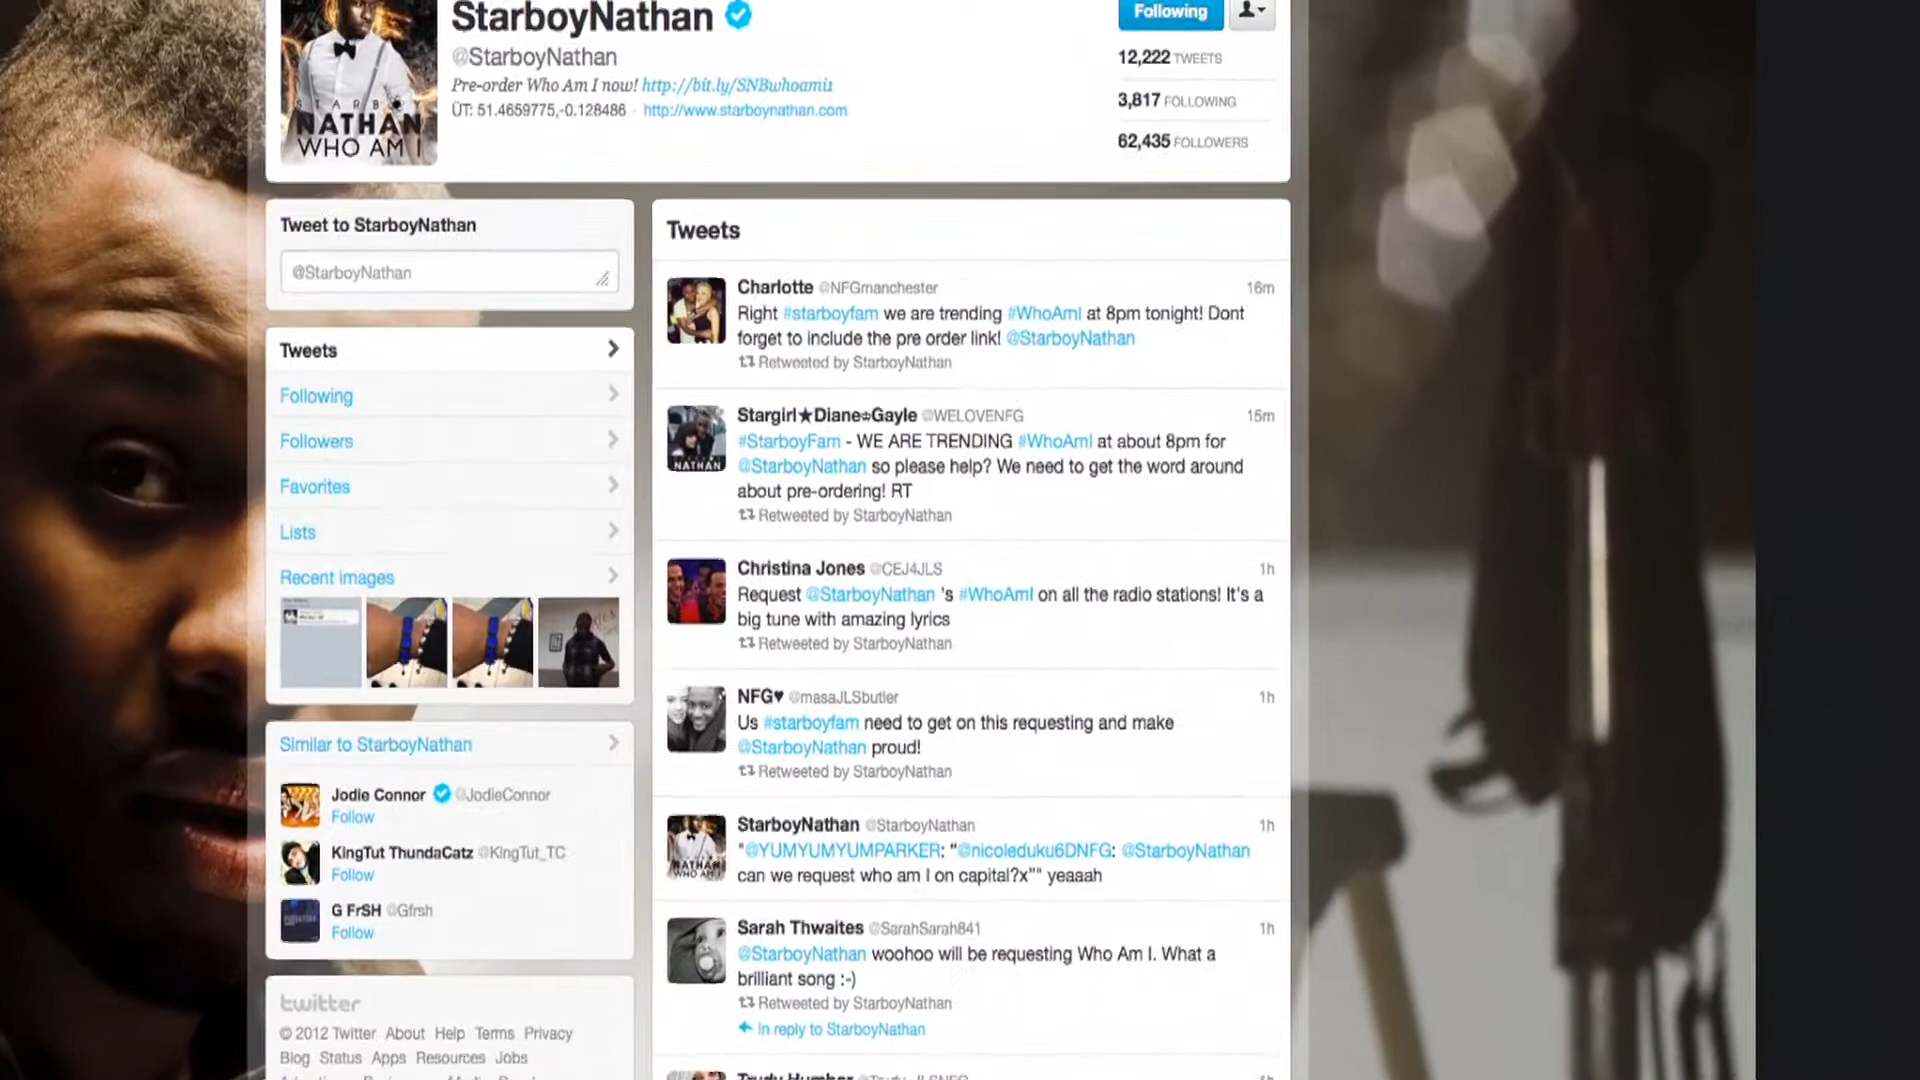 StarboyNathan
@StarboyNathan
Pre-order Who Am I now! http://bit.ly/SNBwhoami1
ÜT: 51.4659775,-0.128486 - http://www.starboynathan.com
STARBOY
NATHAN
WHO AM I
Following
12,222 TWEETS
3,817 FOLLOWING
62,435 FOLLOWERS
Tweet to StarboyNathan
@StarboyNathan
Tweets
Following
Followers
Favorites
Lists
Recent images
Similar to StarboyNathan
Jodie Connor @JodieConnor
Follow
KingTut ThundaCatz @KingTut_TC
Follow
G FrSH @Gfrsh
Follow
twitter
© 2012 Twitter About Help Terms Privacy
Blog Status Apps Resources Jobs
Tweets
Charlotte @NFGmanchester 16m
Right #starboyfam we are trending #WhoAmI at 8pm tonight! Dont
forget to include the pre order link! @StarboyNathan
Retweeted by StarboyNathan
Stargirl★Diane♔Gayle @WELOVENFG 15m
#StarboyFam - WE ARE TRENDING #WhoAmI at about 8pm for
@StarboyNathan so please help? We need to get the word around
about pre-ordering! RT
Retweeted by StarboyNathan
NATHAN
Christina Jones @CEJ4JLS 1h
Request @StarboyNathan 's #WhoAmI on all the radio stations! It's a
big tune with amazing lyrics
Retweeted by StarboyNathan
NFG♥ @masaJLSbutler 1h
Us #starboyfam need to get on this requesting and make
@StarboyNathan proud!
Retweeted by StarboyNathan
StarboyNathan @StarboyNathan 1h
"@YUMYUMYUMPARKER: "@nicoleduku6DNFG: @StarboyNathan
can we request who am I on capital?x"" yeaaah
NATHAN
WHO AM I
Sarah Thwaites @SarahSarah841 1h
@StarboyNathan woohoo will be requesting Who Am I. What a
brilliant song :-)
Retweeted by StarboyNathan
In reply to StarboyNathan
Trudy Humber @Trudy_JLSNFG 1h